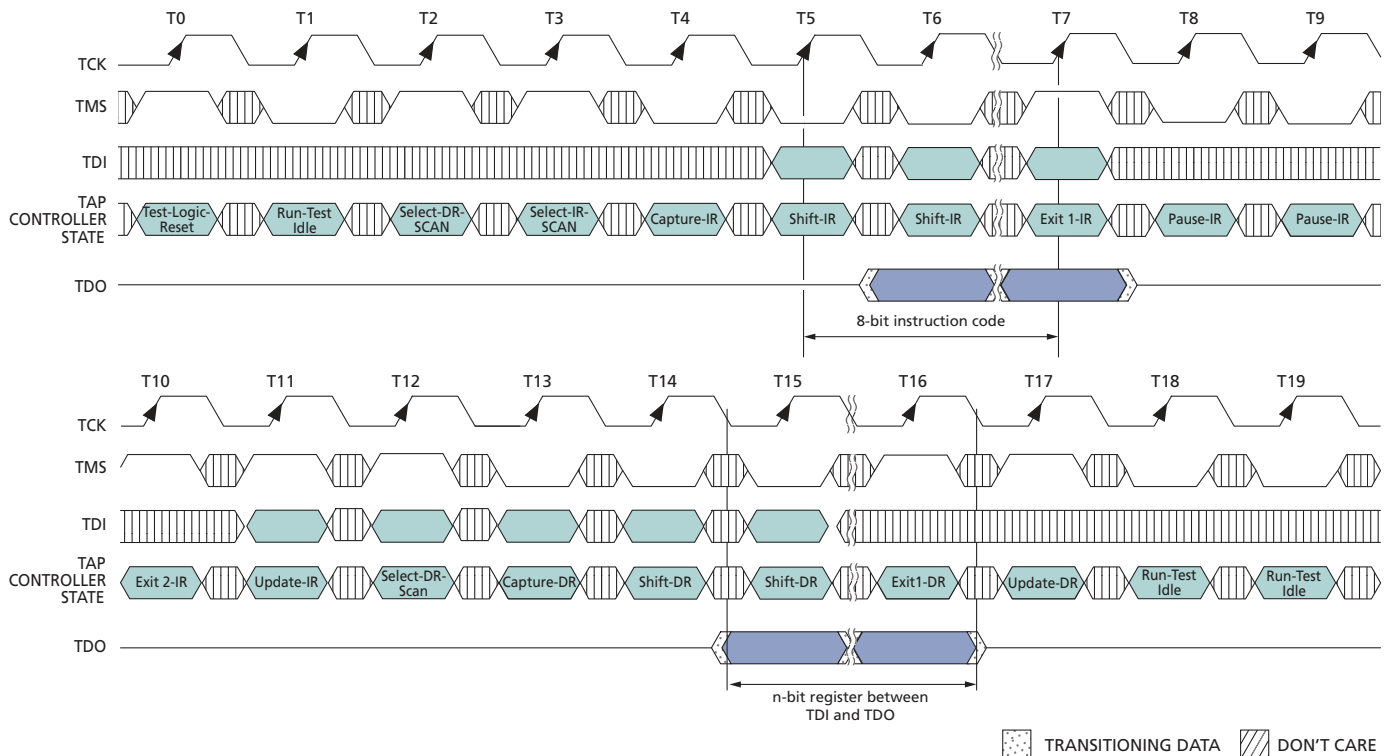 T0 T1 T2 T3 T4 T5 T6 T7 T8 T9
TCK
TMS
TDI
TAP
CONTROLLER
STATE
Test-Logic-
Reset
Run-Test
Idle
Select-DR-
SCAN
Select-IR-
SCAN
Capture-IR
Shift-IR
Shift-IR
Exit 1-IR
Pause-IR
Pause-IR
TDO
8-bit instruction code
T10 T11 T12 T13 T14 T15 T16 T17 T18 T19
TCK
TMS
TDI
TAP
CONTROLLER
STATE
Exit 2-IR
Update-IR
Select-DR-
Scan
Capture-DR
Shift-DR
Shift-DR
Exit1-DR
Update-DR
Run-Test
Idle
Run-Test
Idle
TDO
n-bit register between
TDI and TDO
TRANSITIONING DATA DON'T CARE